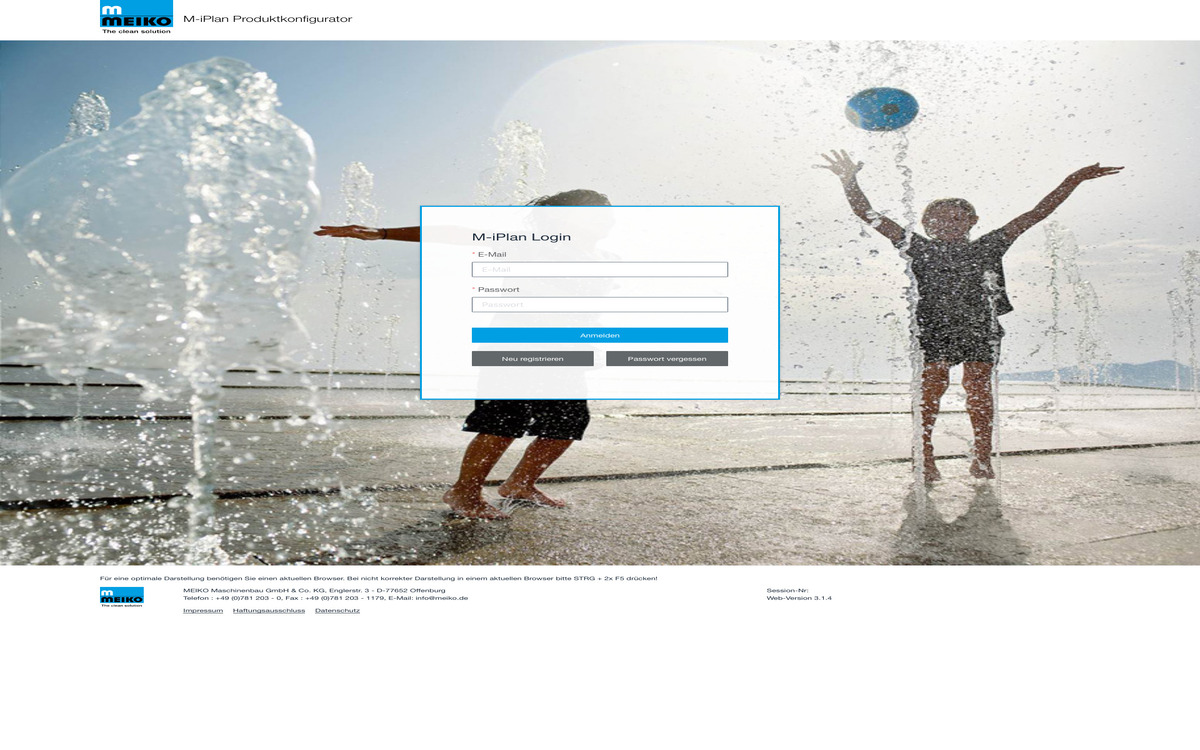 m
MEIKO
The clean solution
M-iPlan Produktkonfigurator
M-iPlan Login
* E-Mail
E-Mail
* Passwort
Passwort
Anmelden
Neu registrieren
Passwort vergessen
Für eine optimale Darstellung benötigen Sie einen aktuellen Browser. Bei nicht korrekter Darstellung in einem aktuellen Browser bitte STRG + 2x F5 drücken!
m
MEIKO
The clean solution
MEIKO Maschinenbau GmbH & Co. KG, Englerstr. 3 - D-77652 Offenburg
Telefon : +49 (0)781 203 - 0, Fax : +49 (0)781 203 - 1179, E-Mail: info@meiko.de
Impressum Haftungsausschluss Datenschutz
Session-Nr:
Web-Version 3.1.4